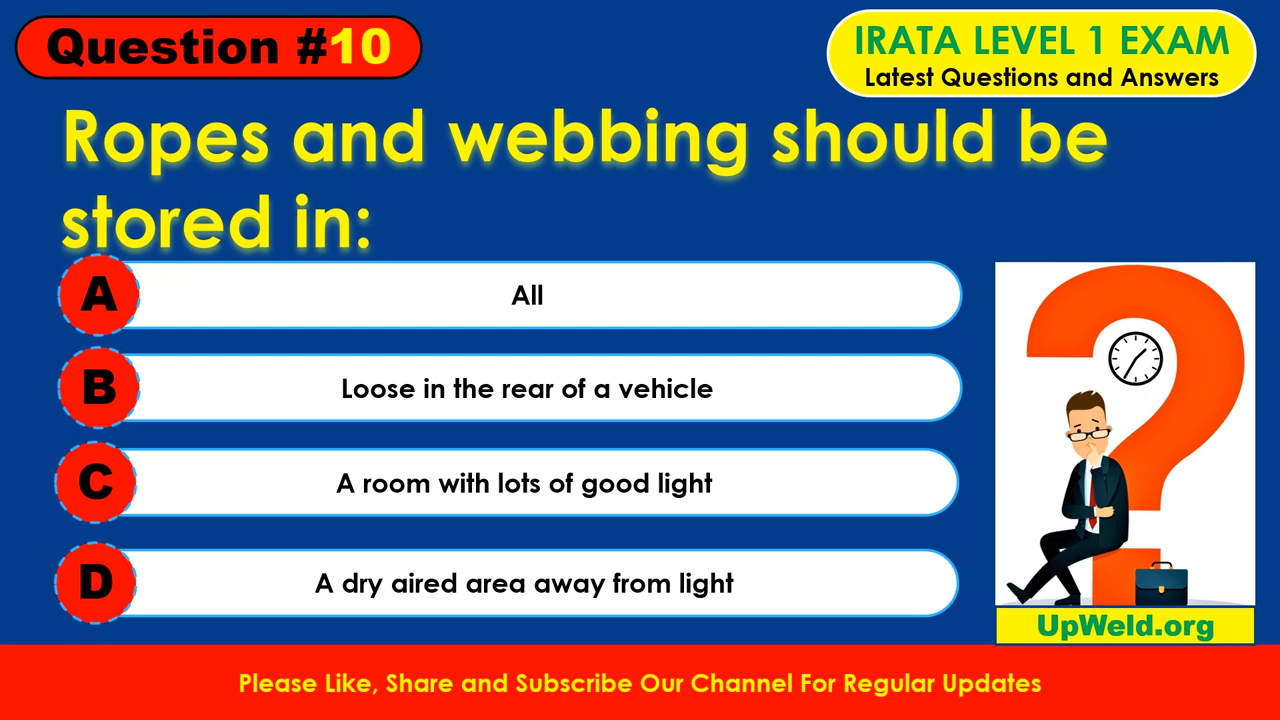 Question #10
IRATA LEVEL 1 EXAM
Latest Questions and Answers
Ropes and webbing should be
stored in:
A
All
B
Loose in the rear of a vehicle
C
A room with lots of good light
D
A dry aired area away from light
UpWeld.org
Please Like, Share and Subscribe Our Channel For Regular Updates